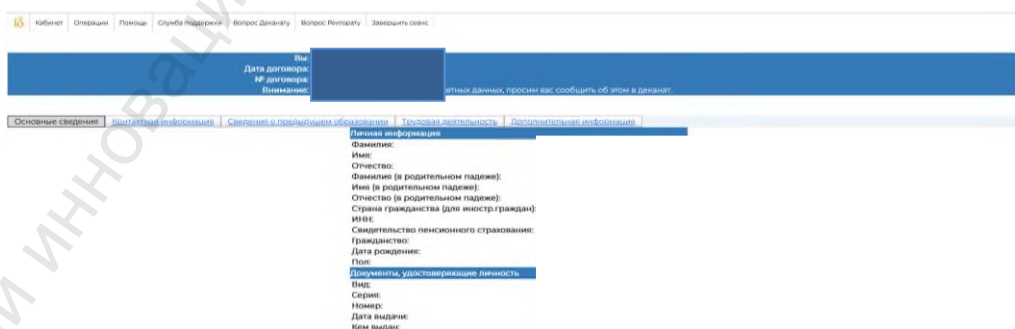 Кабинет Операции Помощь Служба поддержки Вопрос Деканату Вопрос Ректорату Завершить сеанс
Вы:
Дата договора:
№ договора:
Внимание: етных данных, просим вас сообщить об этом в деканат.
Основные сведения Контактная информация Сведения о предыдущем образовании Трудовая деятельность Дополнительная информация
Личная информация
Фамилия:
Имя:
Отчество:
Фамилия (в родительном падеже):
Имя (в родительном падеже):
Отчество (в родительном падеже):
Страна гражданства (для иностр.граждан):
ИНН:
Свидетельство пенсионного страхования:
Гражданство:
Дата рождения:
Пол:
Документы, удостоверяющие личность
Вид:
Серия:
Номер:
Дата выдачи:
Кем выдан:
И ИННОВАЦИ